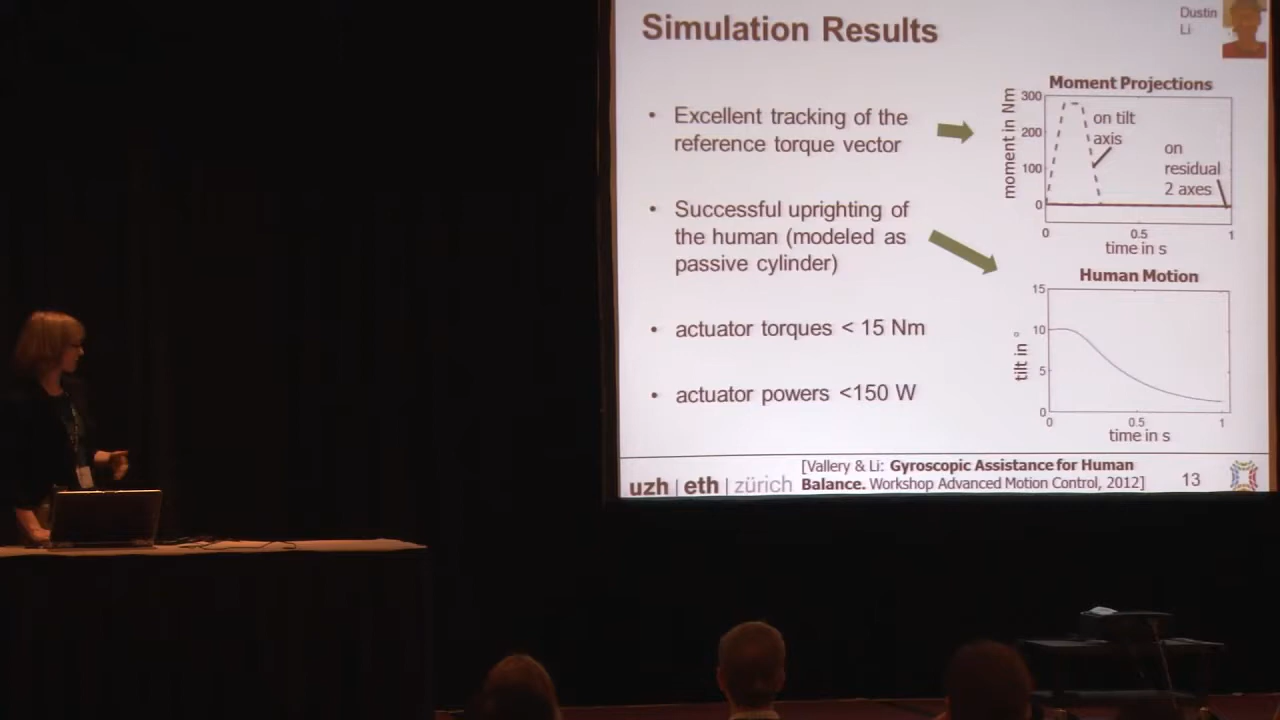 Simulation Results
Dustin
Li
• Excellent tracking of the
reference torque vector
• Successful uprighting of
the human (modeled as
passive cylinder)
• actuator torques < 15 Nm
• actuator powers <150 W
Moment Projections
moment in Nm
300
200
100
0
on tilt
axis
on
residual
2 axes
0 0.5 1
time in s
Human Motion
tilt in °
15
10
5
0
0 0.5 1
time in s
uzh | eth | zürich
[Vallery & Li: Gyroscopic Assistance for Human
Balance. Workshop Advanced Motion Control, 2012]
13